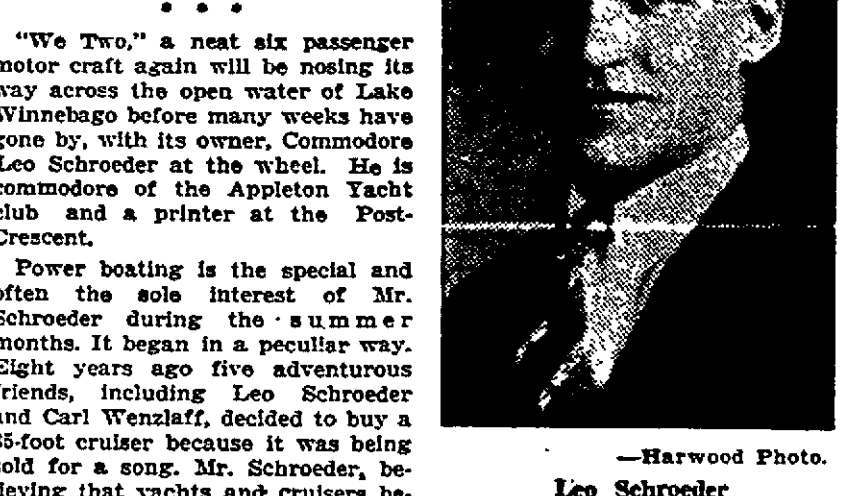 "We Two," a neat six passenger
motor craft again will be nosing its
way across the open water of Lake
Winnebago before many weeks have
gone by, with its owner, Commodore
Leo Schroeder at the wheel. He is
commodore of the Appleton Yacht
club and a printer at the Post-
Crescent.
Power boating is the special and
often the sole interest of Mr.
Schroeder during the summer
months. It began in a peculiar way.
Eight years ago five adventurous
friends, including Leo Schroeder
and Carl Wenzlaff, decided to buy a
35-foot cruiser because it was being
sold for a song. Mr. Schroeder, be-
lieving that yachts and cruisers be-
—Harwood Photo.
Leo Schroeder